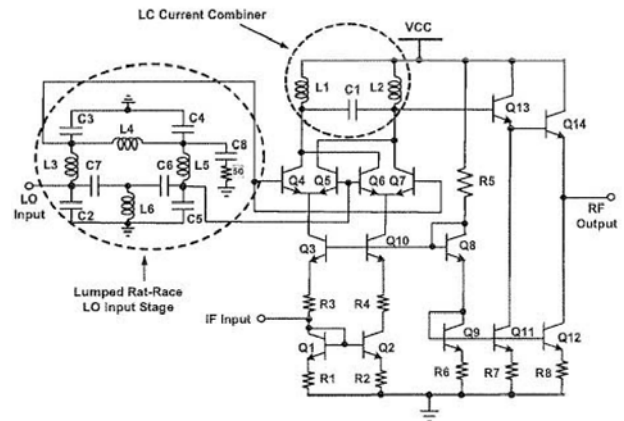 LC Current Combiner
VCC
L1
L2
C1
C3
C4
L4
C8
50
L3
C7
C6
L5
LO
Input
C2
L6
C5
Q4
Q5
Q6
Q7
R5
Q13
Q14
RF
Output
Q3
Q10
Q8
Lumped Rat-Race
LO Input Stage
R3
R4
IF Input
Q1
Q2
Q9
Q11
Q12
R1
R2
R6
R7
R8